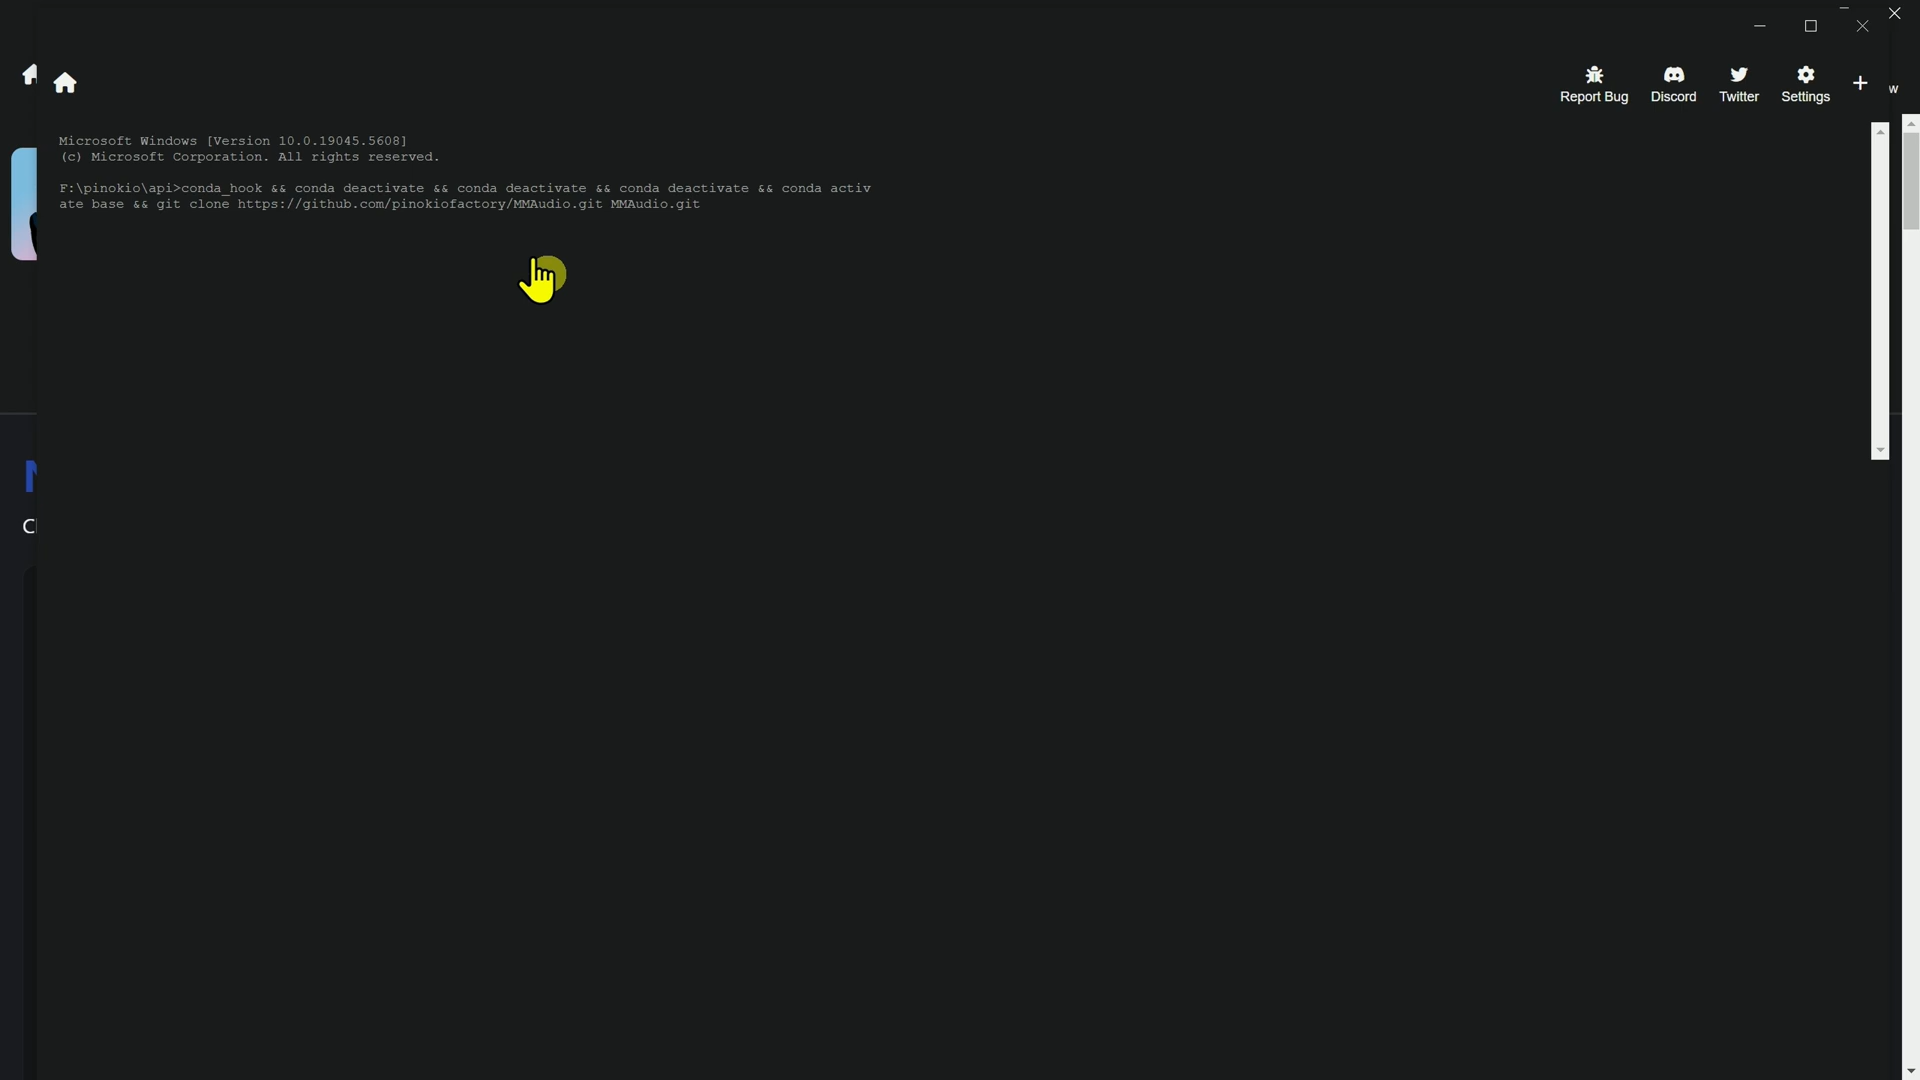 Report Bug
Discord
Twitter
Settings
w
Microsoft Windows [Version 10.0.19045.5608]
(c) Microsoft Corporation. All rights reserved.
F:\pinokio\api>conda_hook && conda deactivate && conda deactivate && conda deactivate && conda activ
ate base && git clone https://github.com/pinokiofactory/MMAudio.git MMAudio.git